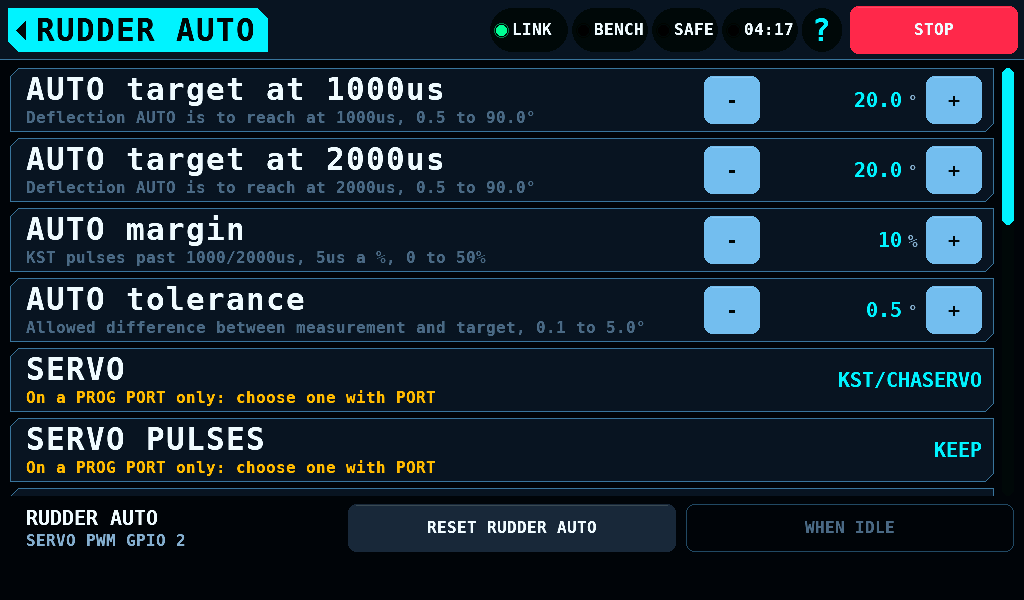 RUDDER AUTO
LINK
BENCH
SAFE
04:17
?
STOP
AUTO target at 1000us
Deflection AUTO is to reach at 1000us, 0.5 to 90.0°
-
20.0 °
+
AUTO target at 2000us
Deflection AUTO is to reach at 2000us, 0.5 to 90.0°
-
20.0 °
+
AUTO margin
KST pulses past 1000/2000us, 5us a %, 0 to 50%
-
10 %
+
AUTO tolerance
Allowed difference between measurement and target, 0.1 to 5.0°
-
0.5 °
+
SERVO
On a PROG PORT only: choose one with PORT
KST/CHASERVO
SERVO PULSES
On a PROG PORT only: choose one with PORT
KEEP
RUDDER AUTO
SERVO PWM GPIO 2
RESET RUDDER AUTO
WHEN IDLE